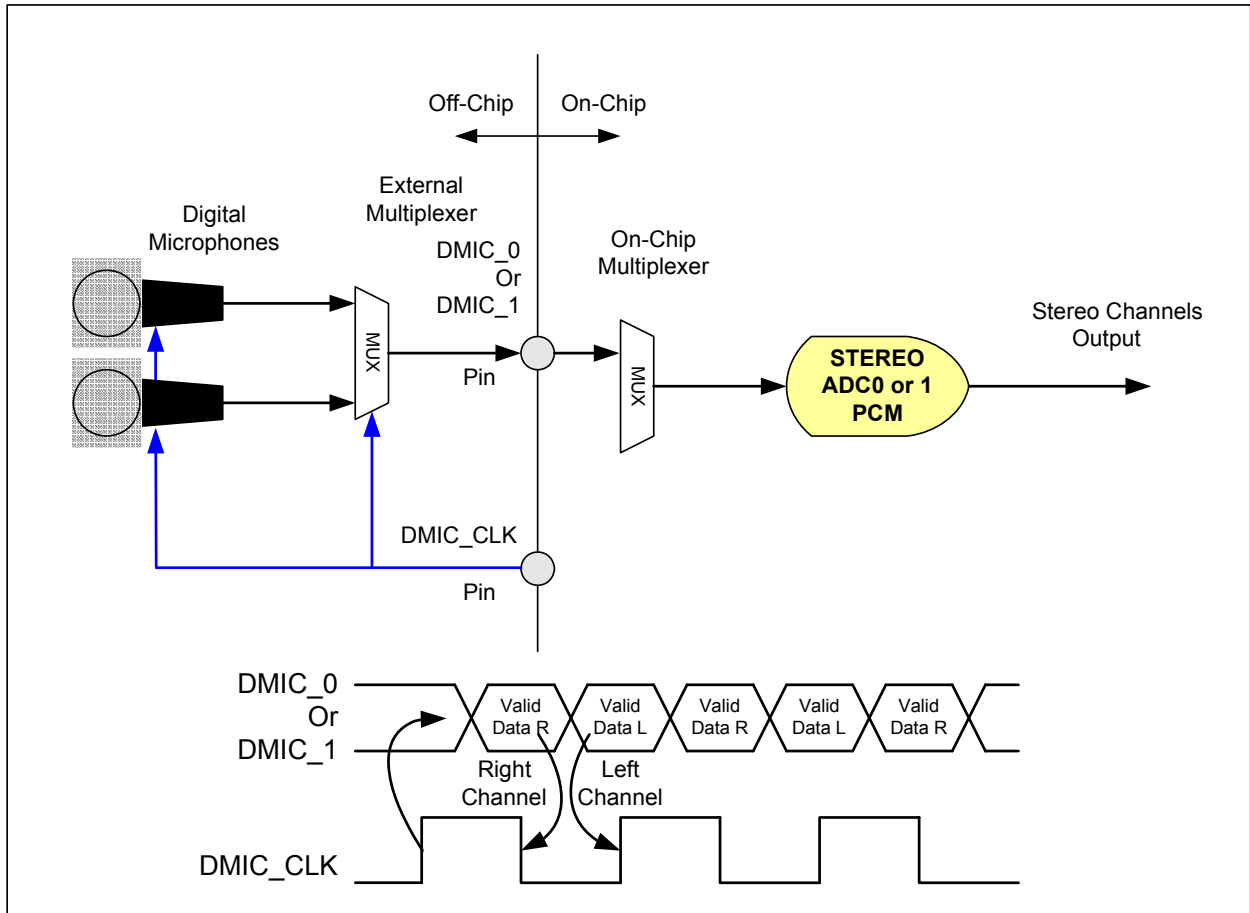 Off-Chip
On-Chip
External
Multiplexer
Digital
Microphones
DMIC_0
Or
DMIC_1
On-Chip
Multiplexer
Stereo Channels
Output
MUX
Pin
MUX
STEREO
ADC0 or 1
PCM
DMIC_CLK
Pin
DMIC_0
Or
DMIC_1
Valid
Data R
Valid
Data L
Valid
Data R
Valid
Data L
Valid
Data R
Right
Channel
Left
Channel
DMIC_CLK